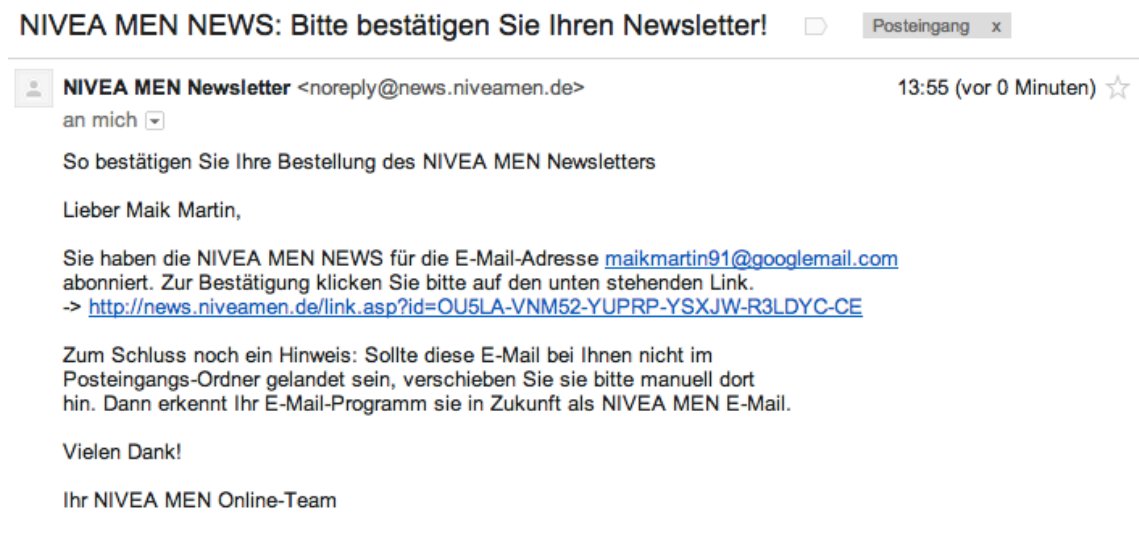 NIVEA MEN NEWS: Bitte bestätigen Sie Ihren Newsletter! Posteingang x
NIVEA MEN Newsletter <noreply@news.niveamen.de> 13:55 (vor 0 Minuten)
an mich
So bestätigen Sie Ihre Bestellung des NIVEA MEN Newsletters
Lieber Maik Martin,
Sie haben die NIVEA MEN NEWS für die E-Mail-Adresse maikmartin91@googlemail.com
abonniert. Zur Bestätigung klicken Sie bitte auf den unten stehenden Link.
-> http://news.niveamen.de/link.asp?id=OU5LA-VNM52-YUPRP-YSXJW-R3LDYC-CE
Zum Schluss noch ein Hinweis: Sollte diese E-Mail bei Ihnen nicht im
Posteingangs-Ordner gelandet sein, verschieben Sie sie bitte manuell dort
hin. Dann erkennt Ihr E-Mail-Programm sie in Zukunft als NIVEA MEN E-Mail.
Vielen Dank!
Ihr NIVEA MEN Online-Team